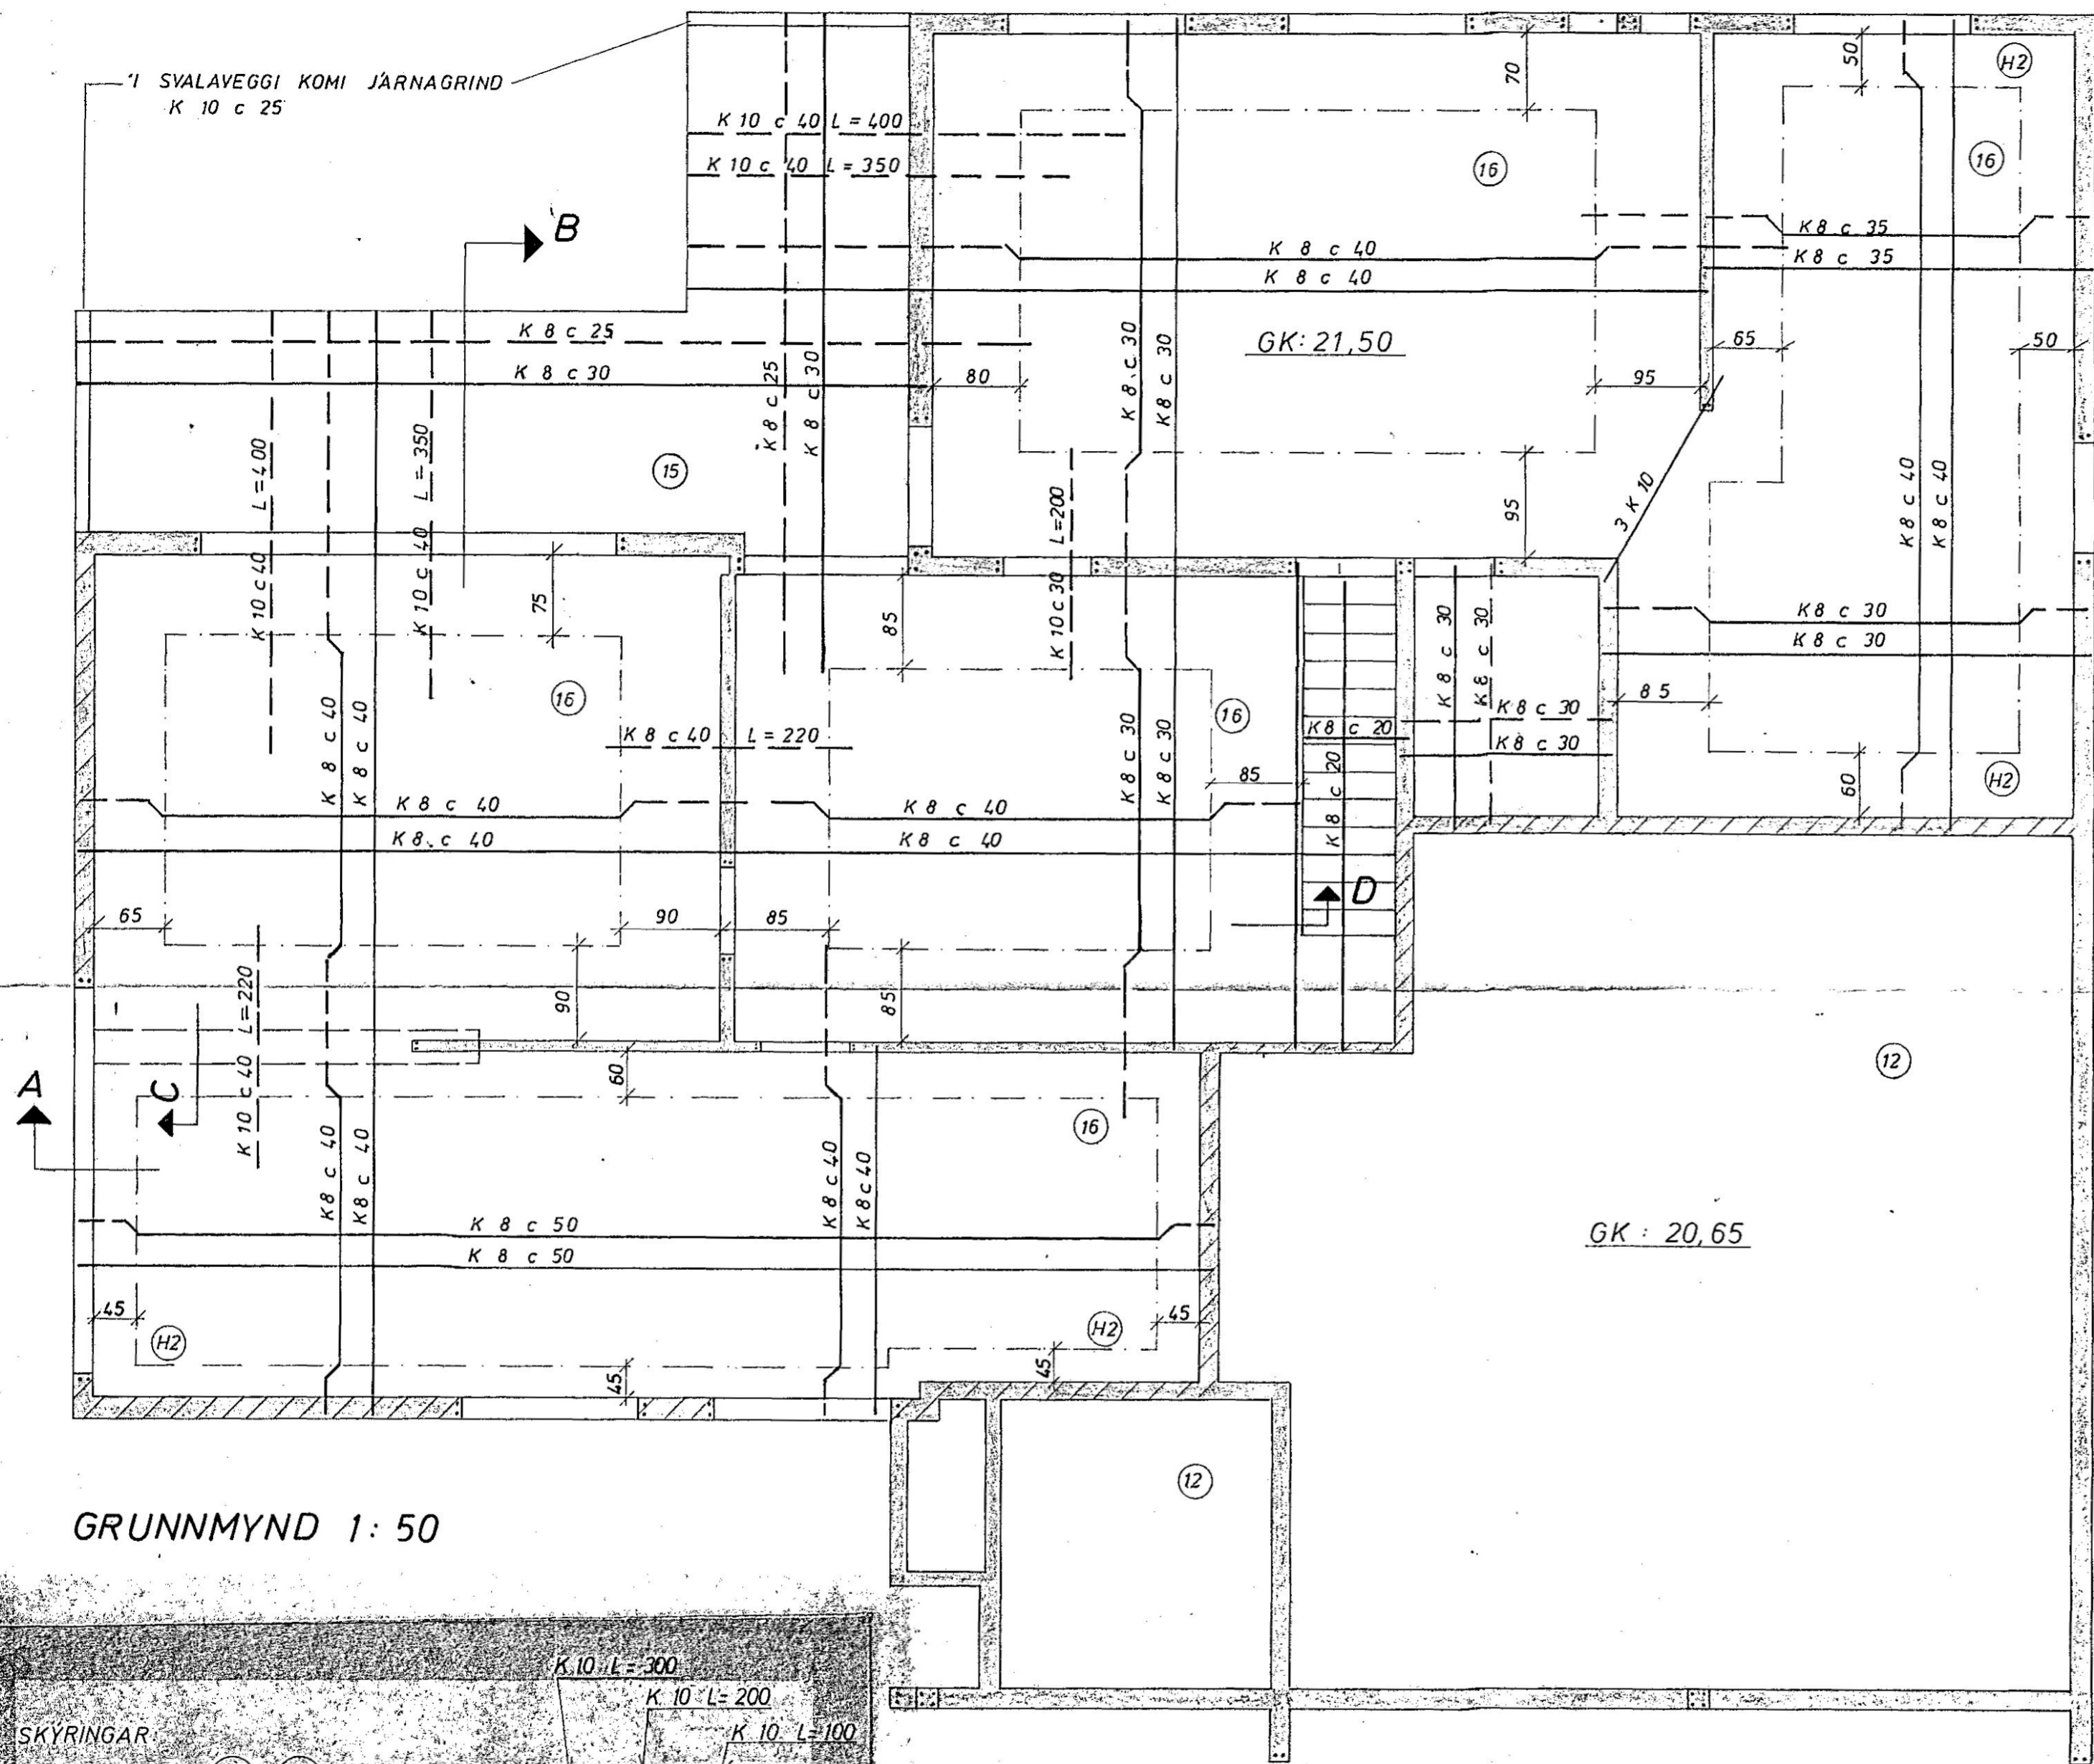 'I SVALAVEGGI KOMI JÁRNAGRIND
K 10 c 25
50
H2
70
K 10 c 40 L = 400
K 10 c 40 L = 350
16
16
B
K 8 c 35
K 8 c 35
K 8 c 40
K 8 c 40
K 8 c 25
K 8 c 30
GK: 21,50
65
50
80
95
K 8 c 25
K 8 c 30
K 8 c 30
K 8 c 30
K 10 c 40 L = 400
K 10 c 40 L = 350
15
95
3 K 10
K 8 c 40
K 8 c 40
K 10 c 30 L = 200
75
85
K 8 c 30
K 8 c 30
K 8 c 30
K 8 c 30
85
16
16
K 8 c 40 L = 220
K 8 c 20
K 8 c 30
K 8 c 30
K 8 c 40
K 8 c 40
K 8 c 30
K 8 c 30
85
K 8 c 20
60
H2
K 8 c 40
K 8 c 40
K 8 c 40
K 8 c 40
D
65
90
85
90
85
K 10 c 40 L = 220
A
C
60
12
16
K 8 c 40
K 8 c 40
K 8 c 40
K 8 c 40
K 8 c 50
K 8 c 50
GK : 20,65
45
45
H2
H2
45
45
12
GRUNNMYND 1: 50
K 10 L = 300
K 10 L = 200
K 10 L = 100
SKÝRINGAR: